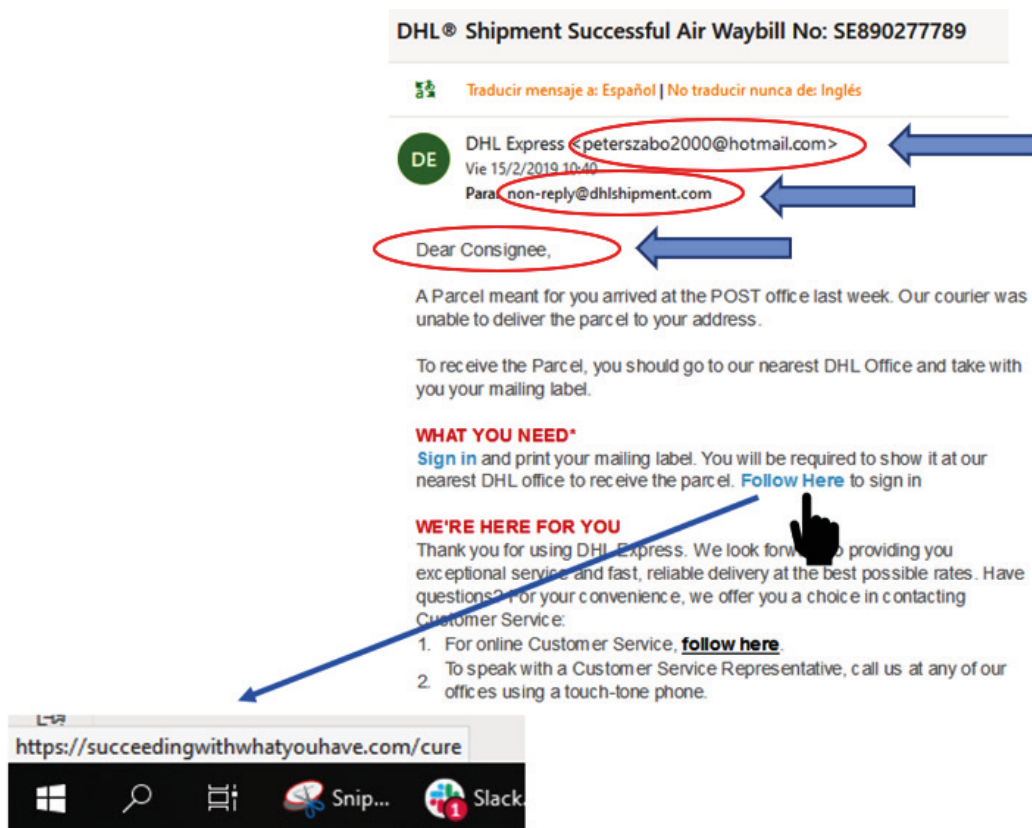 DHL® Shipment Successful Air Waybill No: SE890277789
Traducir mensaje a: Español | No traducir nunca de: Inglés
DE
DHL Express <peterszabo2000@hotmail.com>
Vie 15/2/2019 10:40
Para: non-reply@dhlshipment.com
Dear Consignee,
A Parcel meant for you arrived at the POST office last week. Our courier was
unable to deliver the parcel to your address.
To receive the Parcel, you should go to our nearest DHL Office and take with
you your mailing label.
WHAT YOU NEED*
Sign in and print your mailing label. You will be required to show it at our
nearest DHL office to receive the parcel. Follow Here to sign in
WE'RE HERE FOR YOU
Thank you for using DHL Express. We look providing you
exceptional service and fast, reliable delivery at the best possible rates. Have
questions? For your convenience, we offer you a choice in contacting
Customer Service:
1. For online Customer Service, follow here.
2. To speak with a Customer Service Representative, call us at any of our
offices using a touch-tone phone.
https://succeedingwithwhatyouhave.com/cure
Snip...
1
Slack.